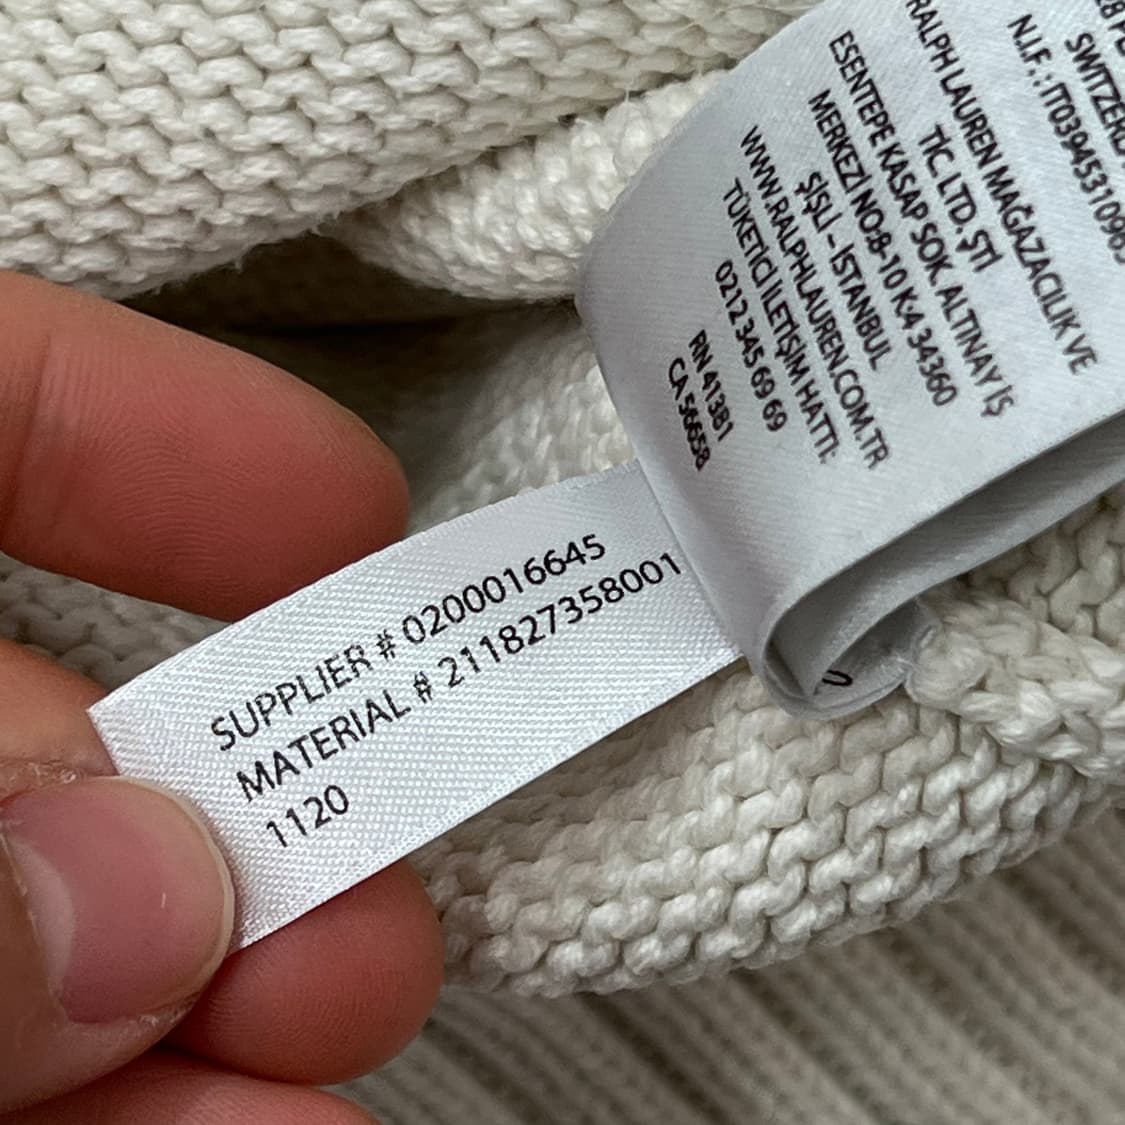 SUPPLIER # 0200016645
MATERIAL # 211827358001
1120
SWITZERL
N.I.F. : IT0394531096
RALPH LAUREN MAĞAZACILIK VE
TİC. LTD. ŞTİ
ESENTEPE KASAP SOK. ALTINAY İŞ
MERKEZİ NO:8-10 K:4 34360
ŞİŞLİ - İSTANBUL
WWW.RALPHLAUREN.COM.TR
TÜKETİCİ İLETİŞİM HATTI:
0212 345 69 69
RN 41381
CA 56658